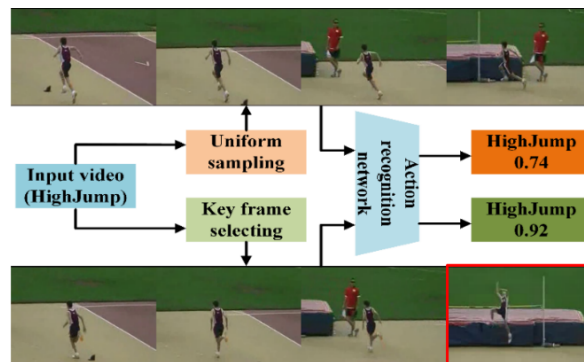 Uniform
sampling
Input video
(HighJump)
Key frame
selecting
Action
recognition
network
HighJump
0.74
HighJump
0.92